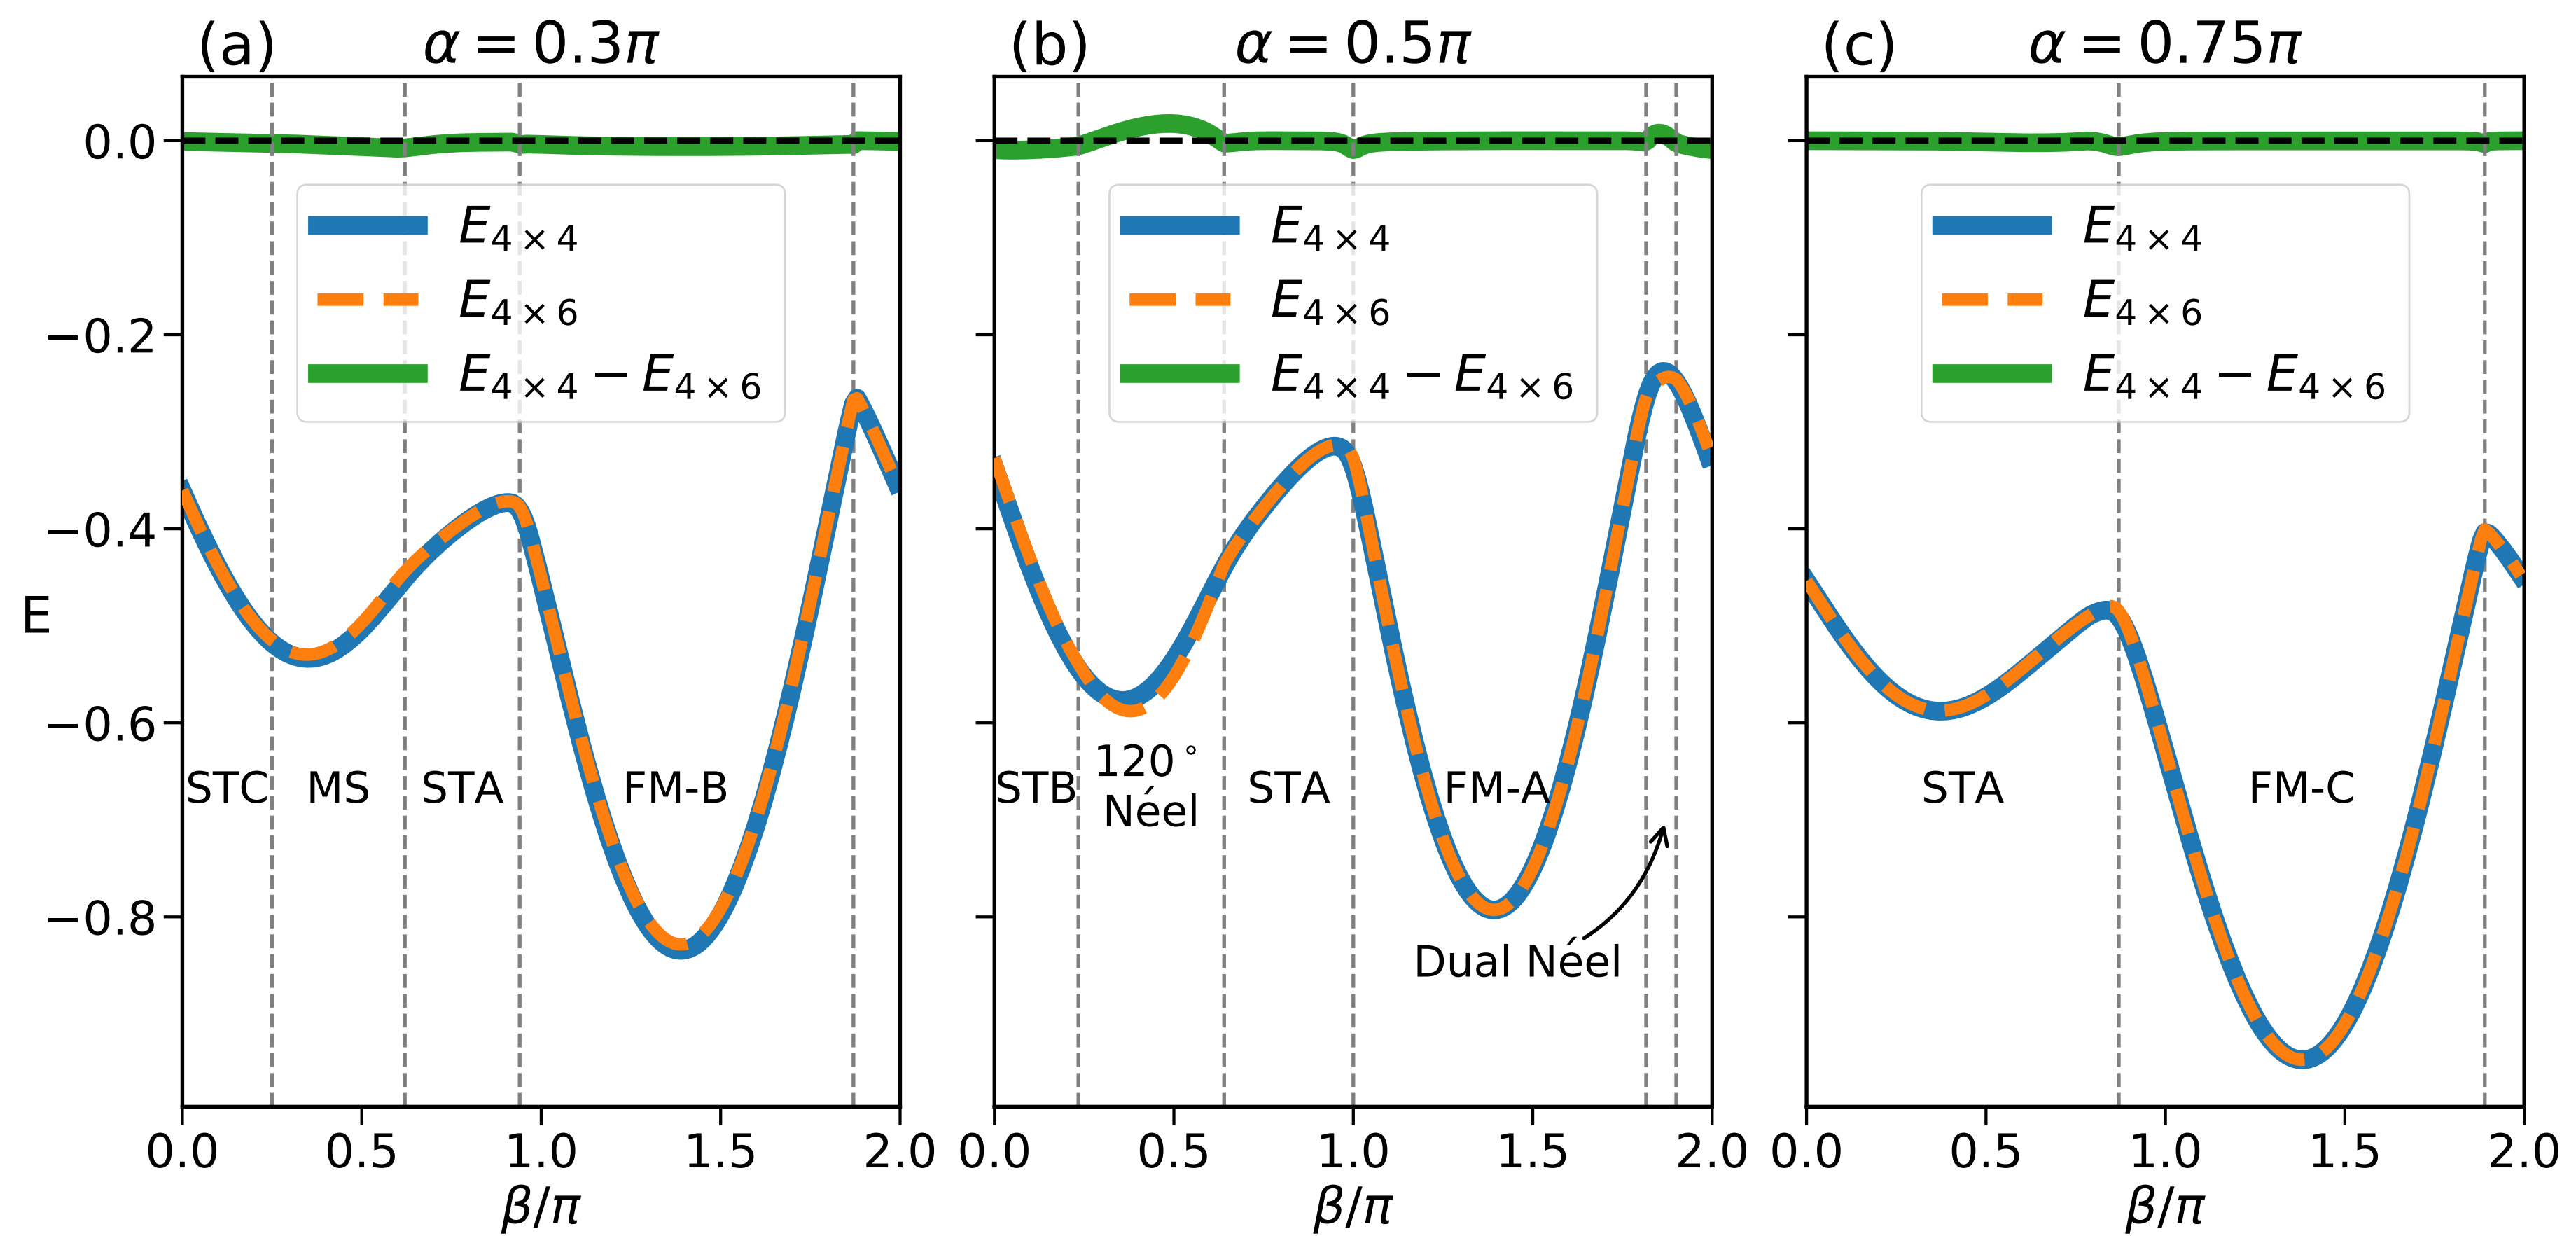 (a) α = 0.3π
(b) α = 0.5π
(c) α = 0.75π
E
0.0
−0.2
−0.4
−0.6
−0.8
E4×4
E4×6
E4×4 − E4×6
STC MS STA FM-B
0.0 0.5 1.0 1.5 2.0
β/π
E4×4
E4×6
E4×4 − E4×6
STB 120°
Néel STA FM-A
Dual Néel
0.0 0.5 1.0 1.5 2.0
β/π
E4×4
E4×6
E4×4 − E4×6
STA FM-C
0.0 0.5 1.0 1.5 2.0
β/π